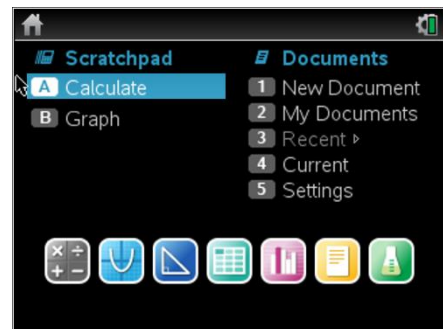 Scratchpad
A Calculate
B Graph
Documents
1 New Document
2 My Documents
3 Recent ▹
4 Current
5 Settings